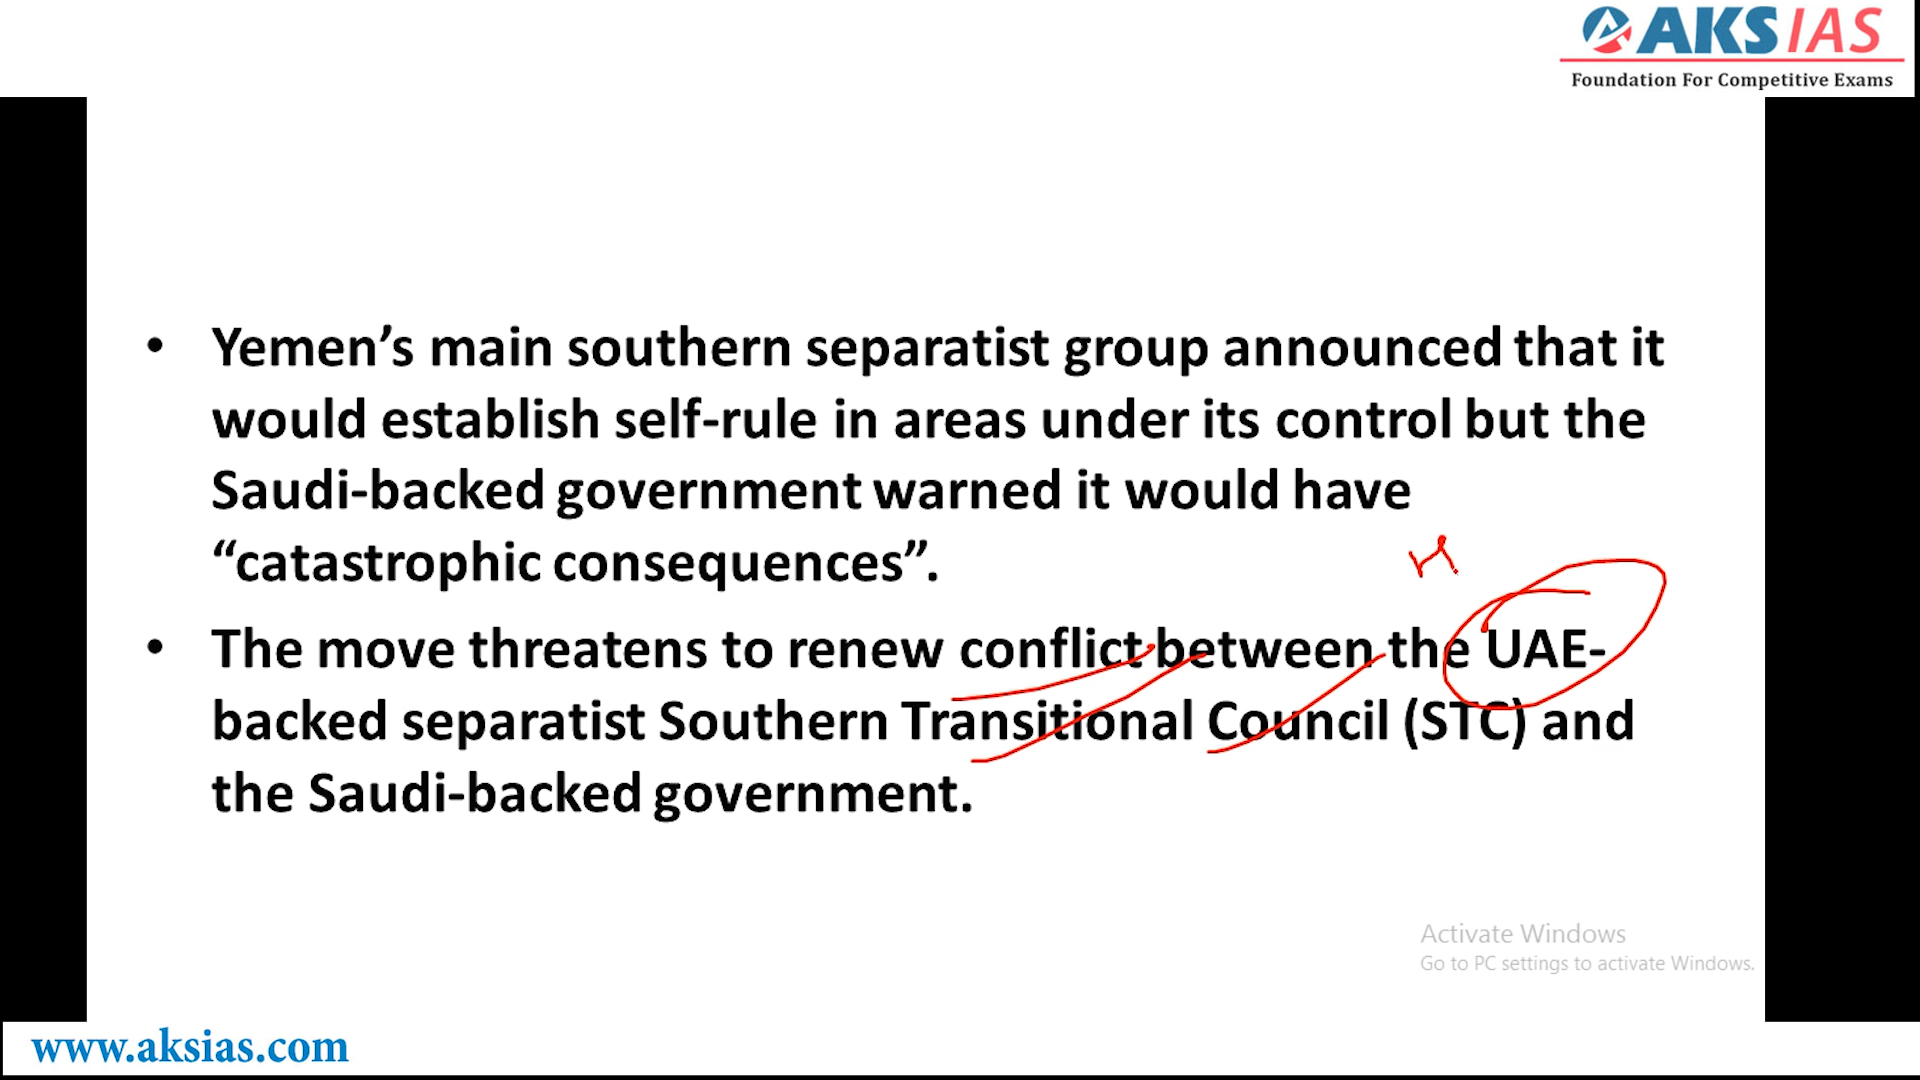 AKSIAS
Foundation For Competitive Exams
• Yemen’s main southern separatist group announced that it
would establish self-rule in areas under its control but the
Saudi-backed government warned it would have
“catastrophic consequences”.
• The move threatens to renew conflict between the UAE-
backed separatist Southern Transitional Council (STC) and
the Saudi-backed government.
Activate Windows
Go to PC settings to activate Windows.
www.aksias.com